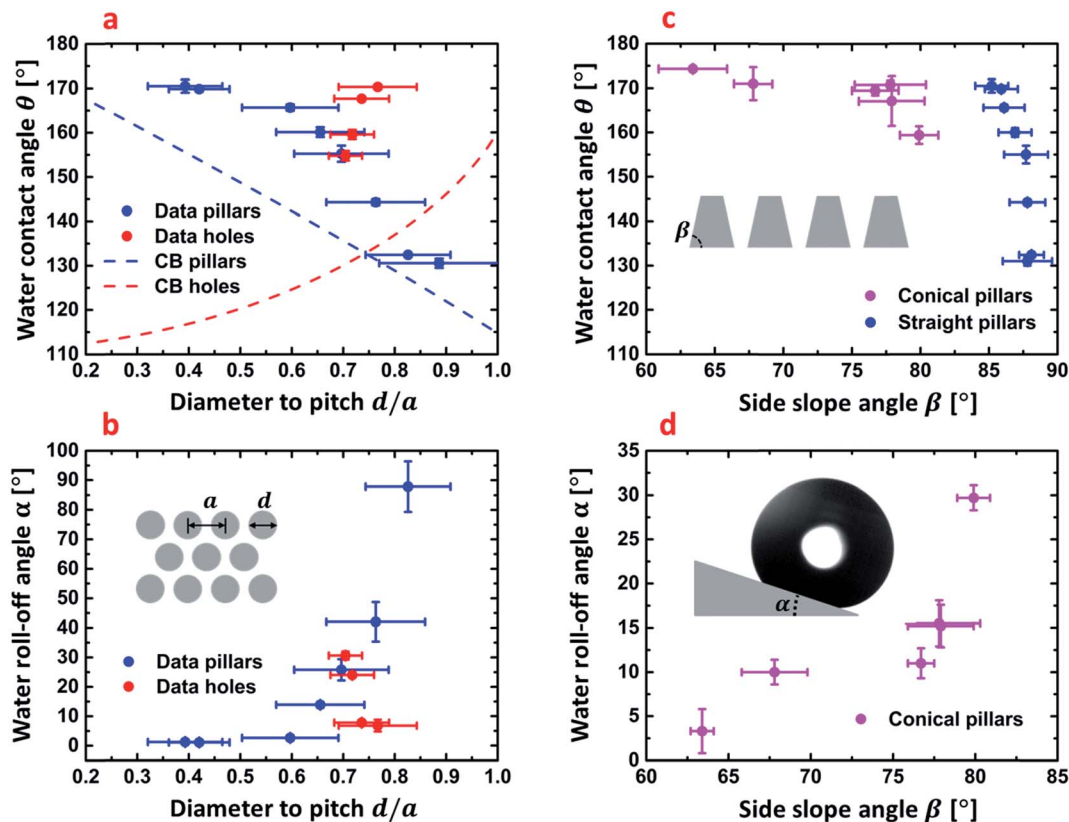 a
Water contact angle θ [°]
180
170
160
150
140
130
120
110
Data pillars
Data holes
CB pillars
CB holes
0.2 0.3 0.4 0.5 0.6 0.7 0.8 0.9 1.0
Diameter to pitch d/a
c
Water contact angle θ [°]
180
170
160
150
140
130
120
110
β
Conical pillars
Straight pillars
60 65 70 75 80 85 90
Side slope angle β [°]
b
Water roll-off angle α [°]
100
90
80
70
60
50
40
30
20
10
0
a
d
Data pillars
Data holes
0.2 0.3 0.4 0.5 0.6 0.7 0.8 0.9 1.0
Diameter to pitch d/a
d
Water roll-off angle α [°]
35
30
25
20
15
10
5
0
α
Conical pillars
60 65 70 75 80 85
Side slope angle β [°]